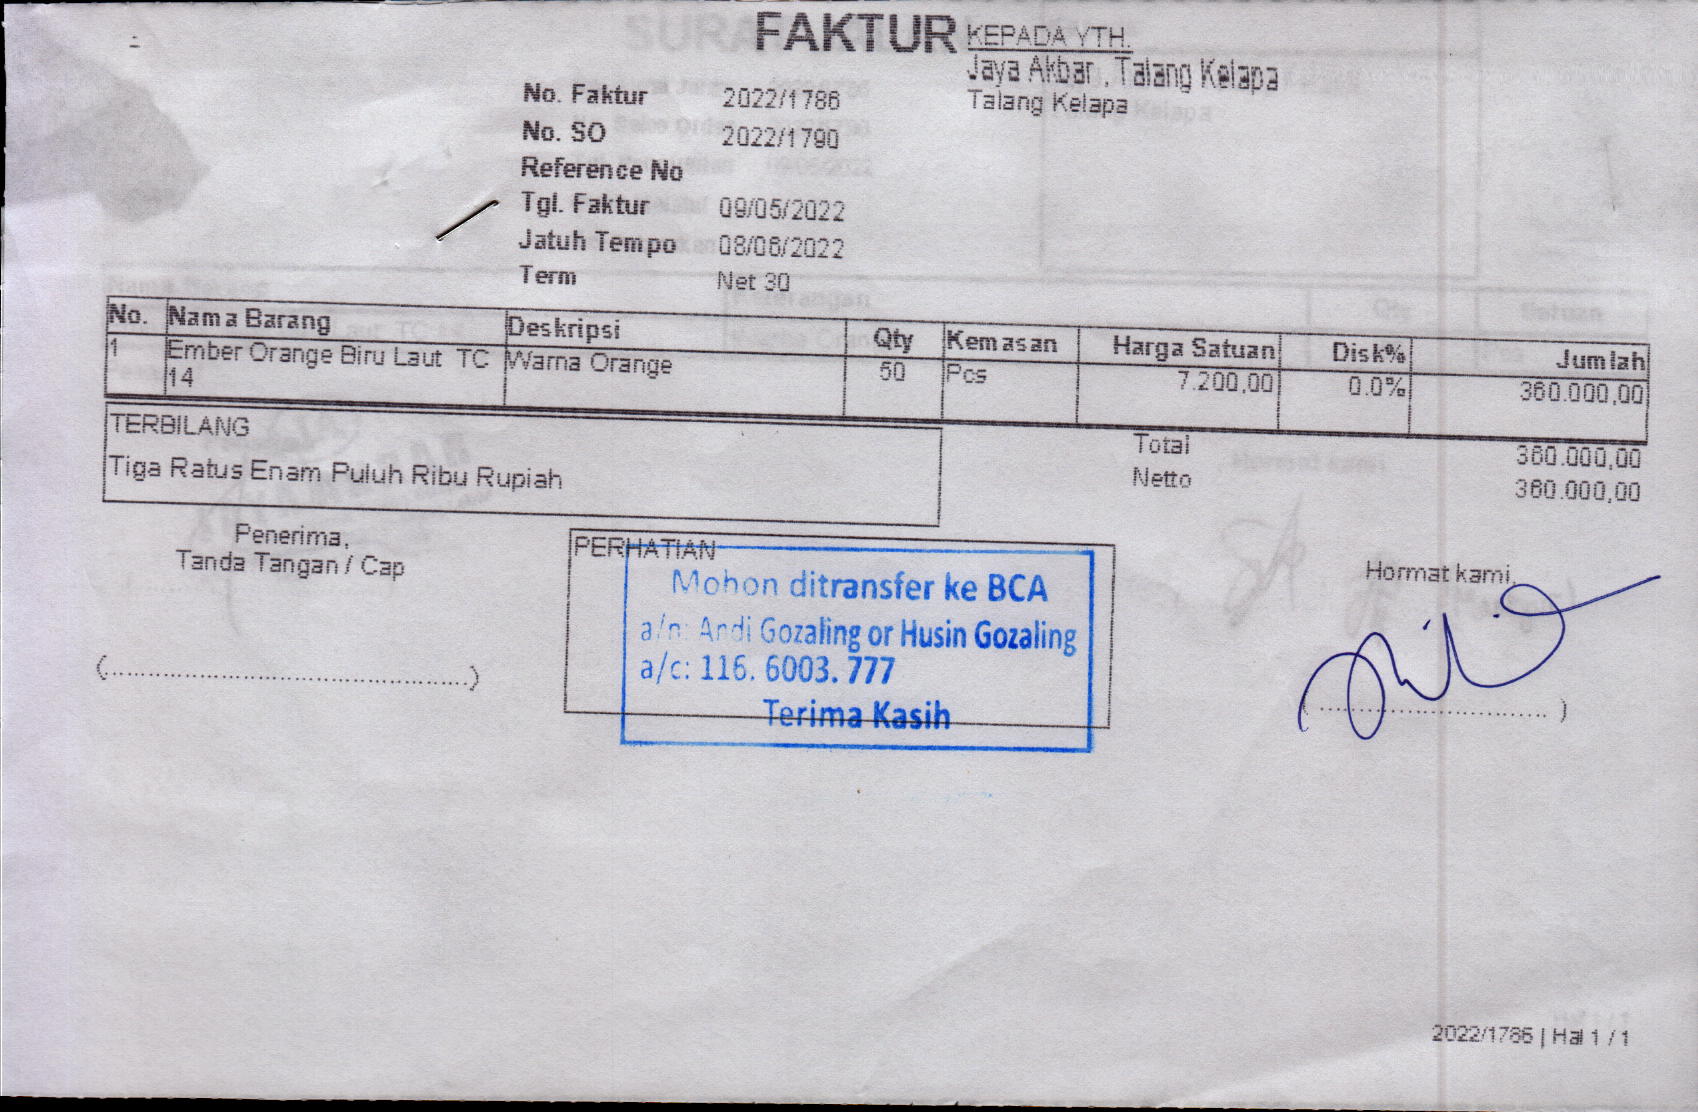 FAKTUR
KEPADA YTH.
Jaya Akbar , Talang Kelapa
Talang Kelapa
No. Faktur 2022/1786
No. SO 2022/1790
Reference No
Tgl. Faktur 09/05/2022
Jatuh Tempo 08/06/2022
Term Net 30
No. Nama Barang Deskripsi Qty Kemasan Harga Satuan Disk% Jumlah
1 Ember Orange Biru Laut TC Warna Orange 50 Pcs 7.200,00 0.0% 360.000,00
14
TERBILANG
Tiga Ratus Enam Puluh Ribu Rupiah
Total 360.000,00
Netto 360.000,00
Penerima,
Tanda Tangan / Cap
(..................................................)
PERHATIAN
Mohon ditransfer ke BCA
a/n: Andi Gozaling or Husin Gozaling
a/c: 116. 6003. 777
Terima Kasih
Hormat kami,
(................................ )
2022/1786 | Hal 1 / 1